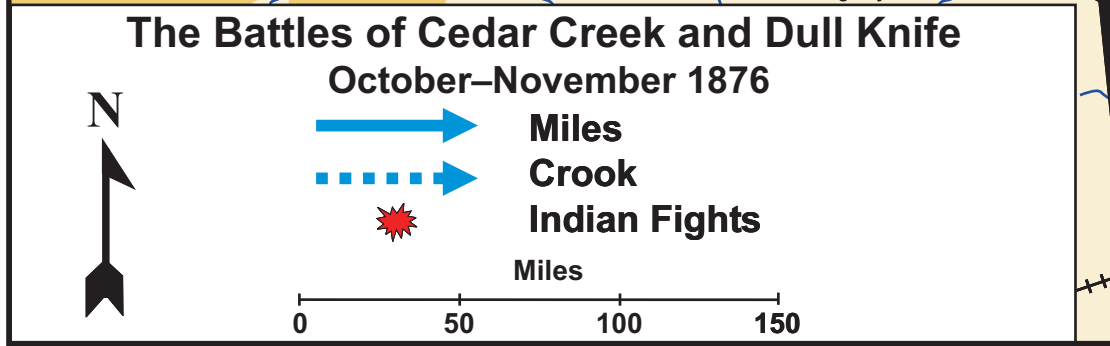 The Battles of Cedar Creek and Dull Knife
October–November 1876
N
Miles
Crook
Indian Fights
Miles
0 50 100 150